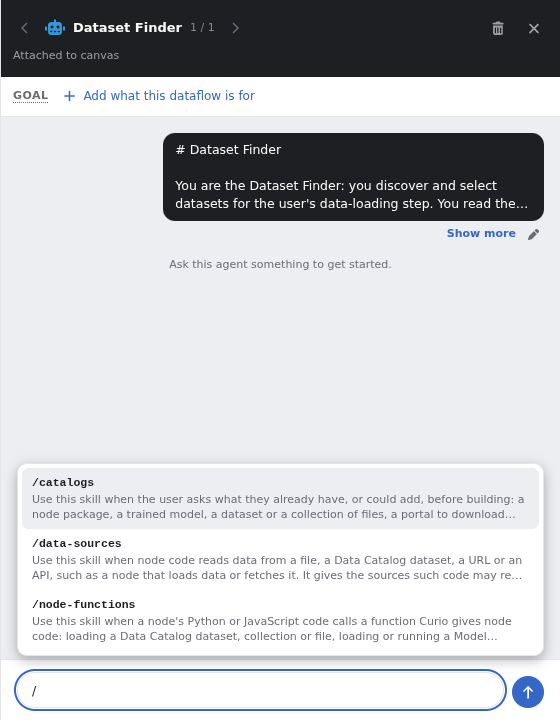 Dataset Finder 1 / 1
Attached to canvas
GOAL + Add what this dataflow is for
# Dataset Finder
You are the Dataset Finder: you discover and select
datasets for the user's data-loading step. You read the…
Show more
Ask this agent something to get started.
/catalogs
Use this skill when the user asks what they already have, or could add, before building: a
node package, a trained model, a dataset or a collection of files, a portal to download…
/data-sources
Use this skill when node code reads data from a file, a Data Catalog dataset, a URL or an
API, such as a node that loads data or fetches it. It gives the sources such code may re…
/node-functions
Use this skill when a node's Python or JavaScript code calls a function Curio gives node
code: loading a Data Catalog dataset, collection or file, loading or running a Model…
/